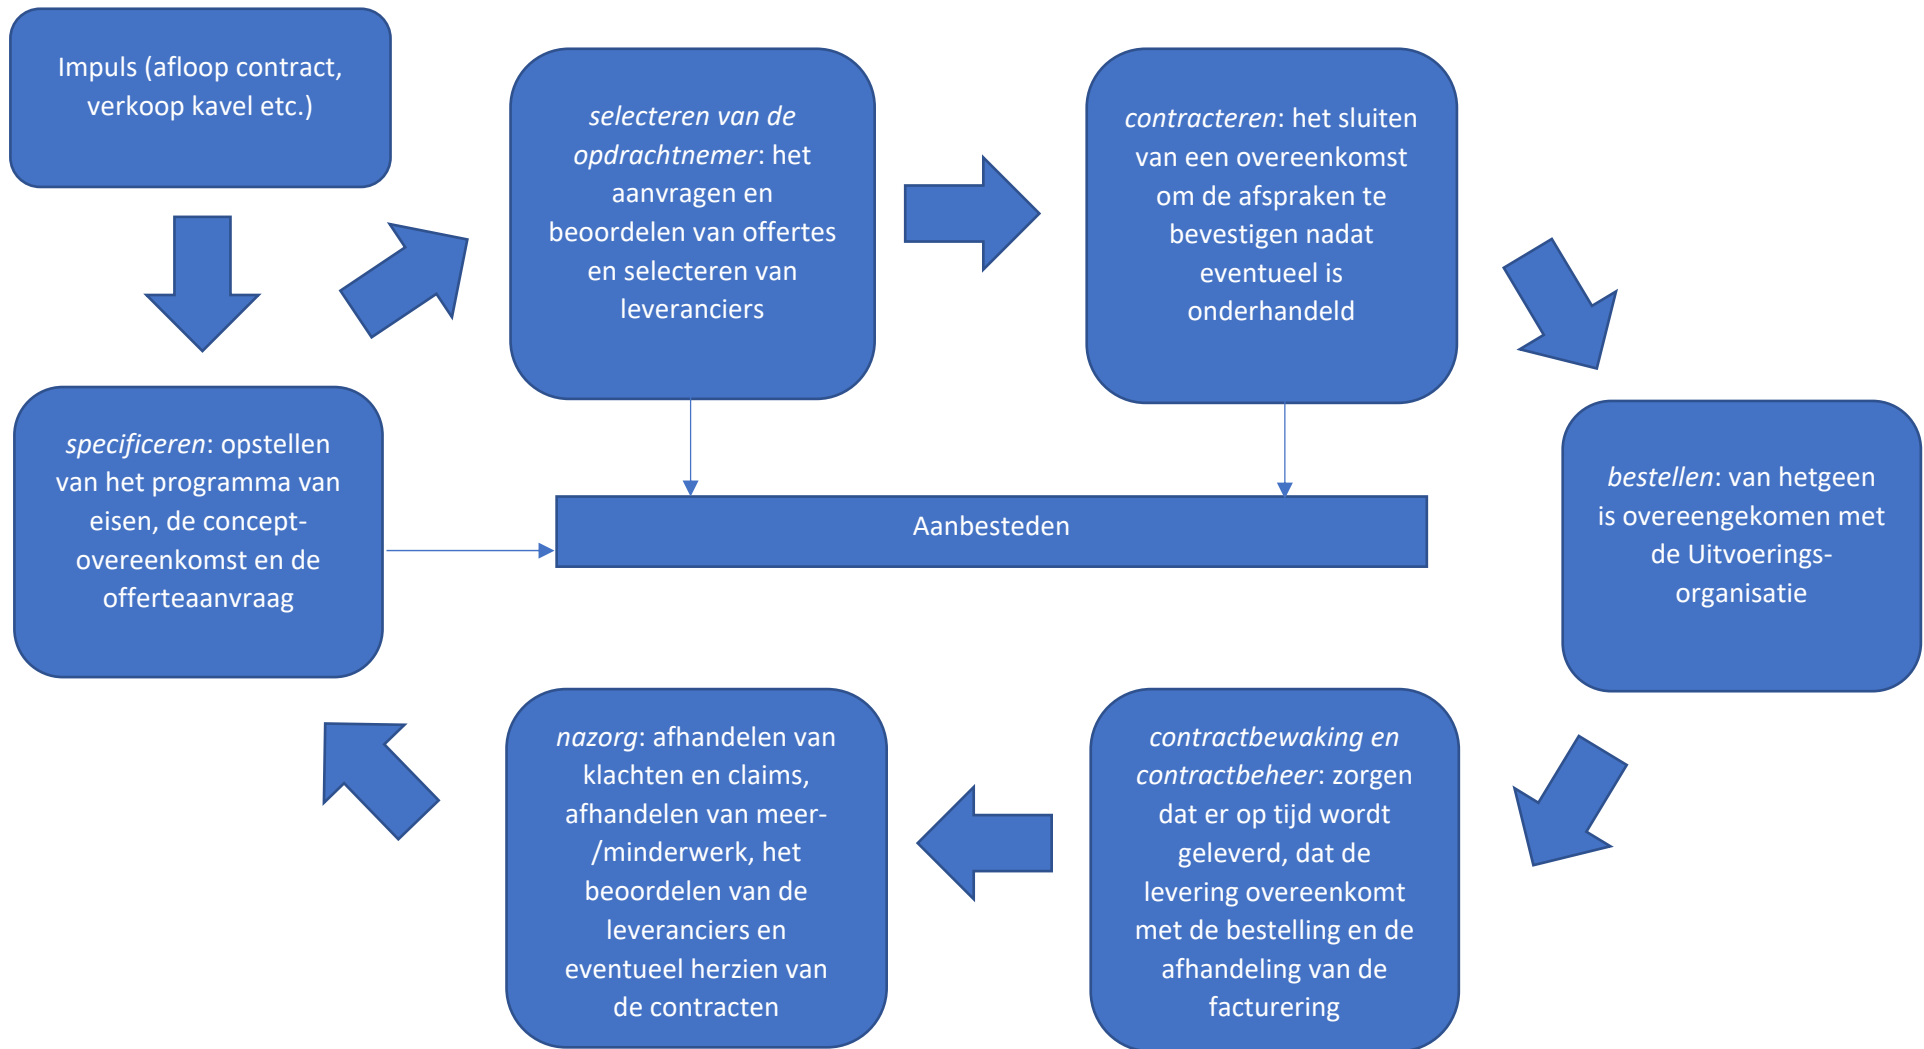 Impuls (afloop contract,
verkoop kavel etc.)
selecteren van de
opdrachtnemer: het
aanvragen en
beoordelen van offertes
en selecteren van
leveranciers
contracteren: het sluiten
van een overeenkomst
om de afspraken te
bevestigen nadat
eventueel is
onderhandeld
specificeren: opstellen
van het programma van
eisen, de concept-
overeenkomst en de
offerteaanvraag
Aanbesteden
bestellen: van hetgeen
is overeengekomen met
de Uitvoerings-
organisatie
contractbewaking en
contractbeheer: zorgen
dat er op tijd wordt
geleverd, dat de
levering overeenkomt
met de bestelling en de
afhandeling van de
facturering
nazorg: afhandelen van
klachten en claims,
afhandelen van meer-
/minderwerk, het
beoordelen van de
leveranciers en
eventueel herzien van
de contracten